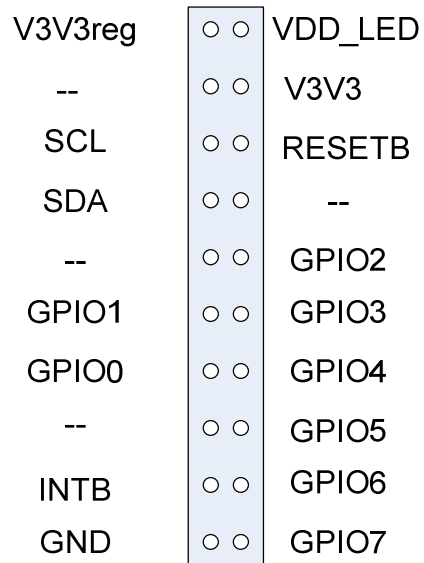 V3V3reg VDD_LED
-- V3V3
SCL RESETB
SDA --
-- GPIO2
GPIO1 GPIO3
GPIO0 GPIO4
-- GPIO5
INTB GPIO6
GND GPIO7